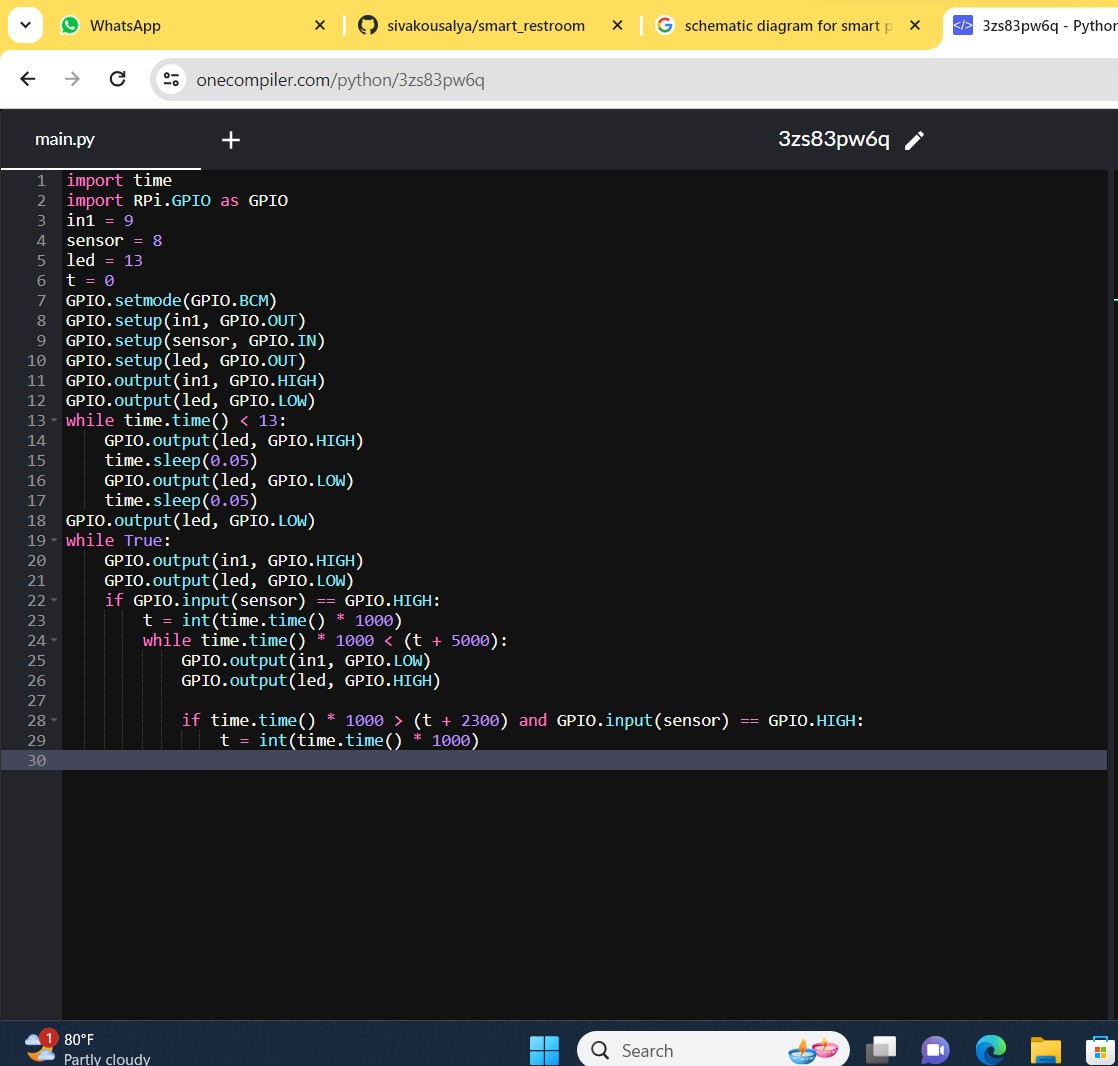 WhatsApp
sivakousalya/smart_restroom
schematic diagram for smart p
3zs83pw6q - Python
onecompiler.com/python/3zs83pw6q
main.py
+
3zs83pw6q
1 import time
2 import RPi.GPIO as GPIO
3 in1 = 9
4 sensor = 8
5 led = 13
6 t = 0
7 GPIO.setmode(GPIO.BCM)
8 GPIO.setup(in1, GPIO.OUT)
9 GPIO.setup(sensor, GPIO.IN)
10 GPIO.setup(led, GPIO.OUT)
11 GPIO.output(in1, GPIO.HIGH)
12 GPIO.output(led, GPIO.LOW)
13 while time.time() < 13:
14     GPIO.output(led, GPIO.HIGH)
15     time.sleep(0.05)
16     GPIO.output(led, GPIO.LOW)
17     time.sleep(0.05)
18 GPIO.output(led, GPIO.LOW)
19 while True:
20     GPIO.output(in1, GPIO.HIGH)
21     GPIO.output(led, GPIO.LOW)
22     if GPIO.input(sensor) == GPIO.HIGH:
23         t = int(time.time() * 1000)
24         while time.time() * 1000 < (t + 5000):
25             GPIO.output(in1, GPIO.LOW)
26             GPIO.output(led, GPIO.HIGH)
27
28             if time.time() * 1000 > (t + 2300) and GPIO.input(sensor) == GPIO.HIGH:
29                 t = int(time.time() * 1000)
30
1
80°F
Partly cloudy
Search